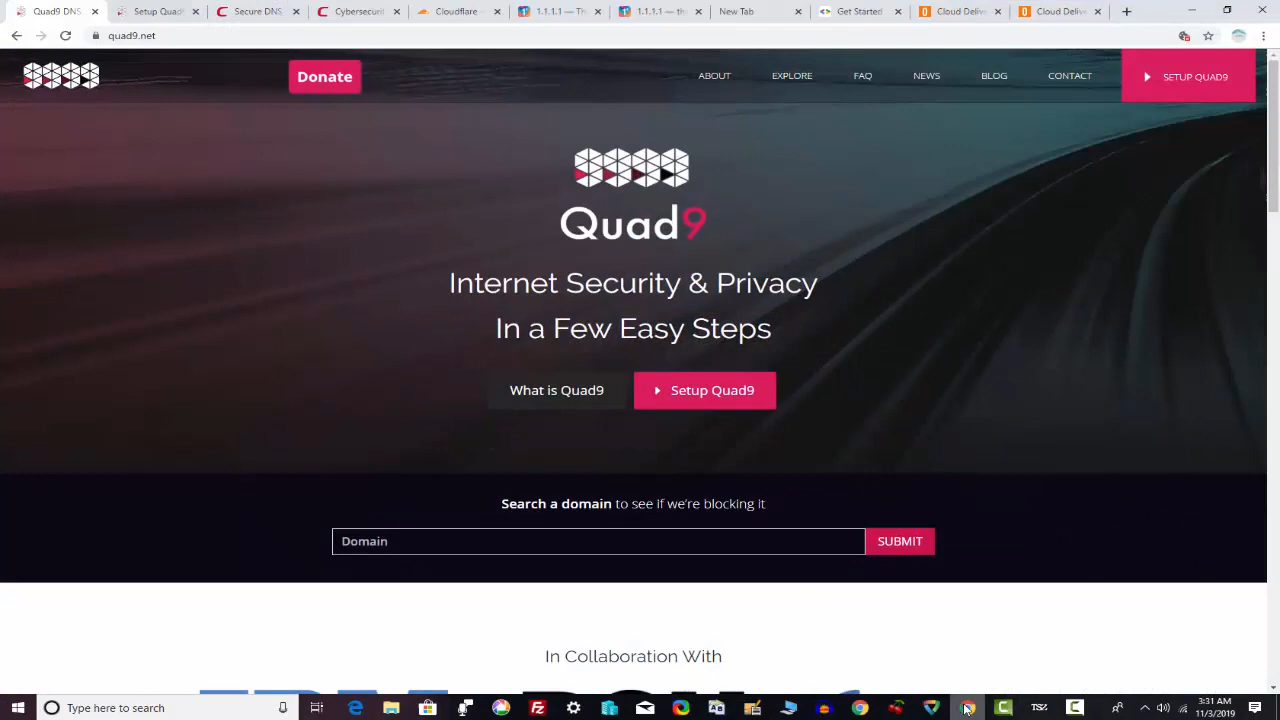 Quad9 DNS
Setup Quad
Secure DNS
Cybersecuri
Cloudflare
1.1.1.1 — Th
1.1.1.1 — the
New Tab
Get Started
Cloud Delive
Cloud Delive
quad9.net
Donate
ABOUT
EXPLORE
FAQ
NEWS
BLOG
CONTACT
SETUP QUAD9
Quad9
Internet Security & Privacy
In a Few Easy Steps
What is Quad9
Setup Quad9
Search a domain to see if we're blocking it
Domain
SUBMIT
In Collaboration With
Type here to search
3:31 AM
11/3/2019